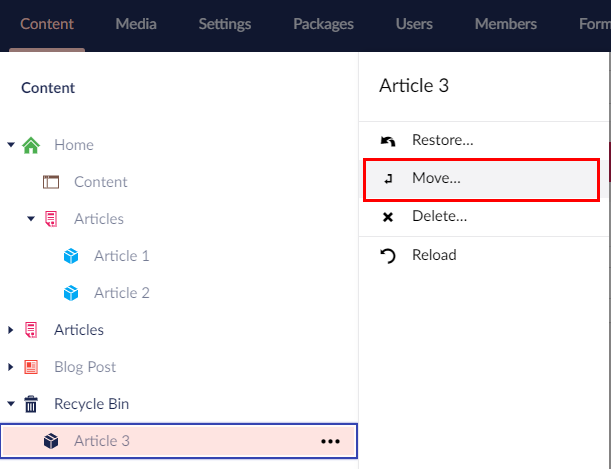 Content Media Settings Packages Users Members Form
Content
Home
Content
Articles
Article 1
Article 2
Articles
Blog Post
Recycle Bin
Article 3
Article 3
Restore...
Move...
Delete...
Reload